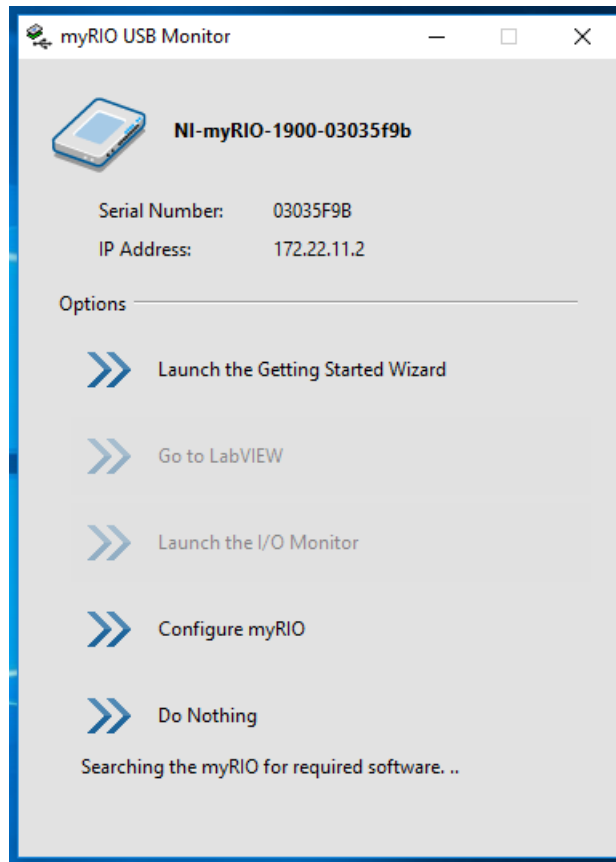 myRIO USB Monitor
NI-myRIO-1900-03035f9b
Serial Number: 03035F9B
IP Address: 172.22.11.2
Options
Launch the Getting Started Wizard
Go to LabVIEW
Launch the I/O Monitor
Configure myRIO
Do Nothing
Searching the myRIO for required software. ..